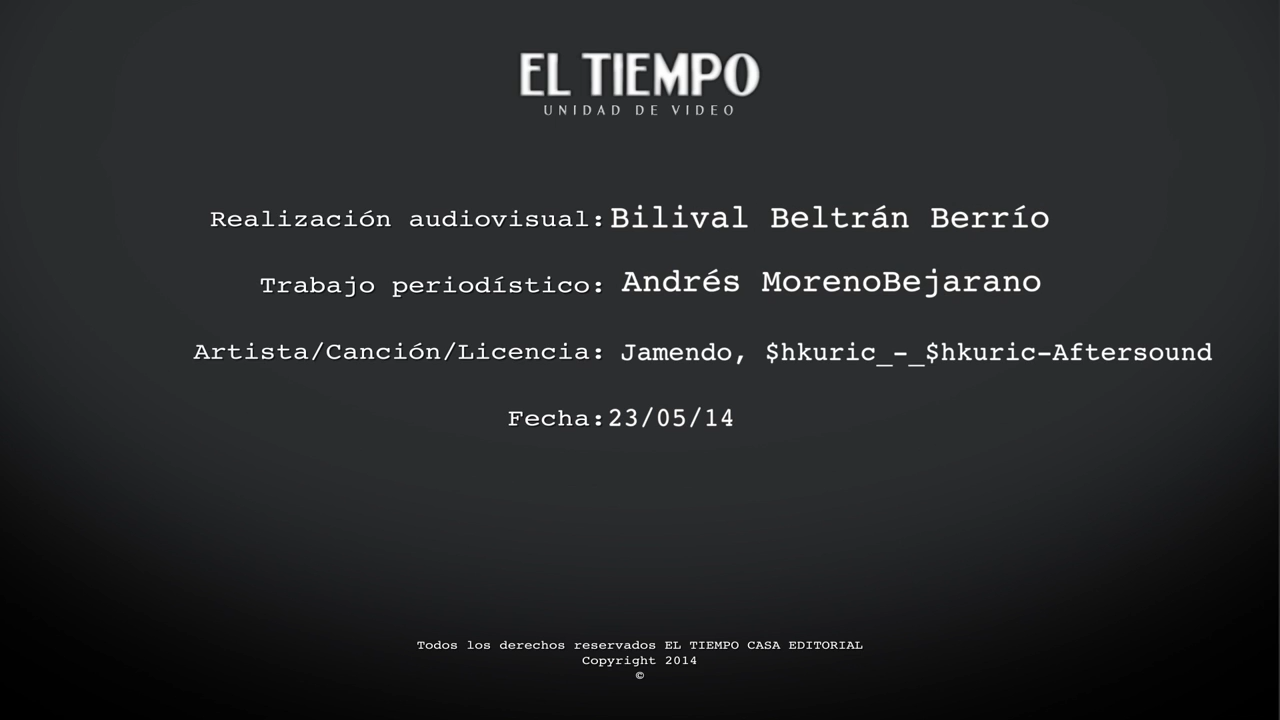 EL TIEMPO
UNIDAD DE VIDEO
Realización audiovisual: Bilival Beltrán Berrío
Trabajo periodístico: Andrés MorenoBejarano
Artista/Canción/Licencia: Jamendo, $hkuric_-_$hkuric-Aftersound
Fecha:23/05/14
Todos los derechos reservados EL TIEMPO CASA EDITORIAL
Copyright 2014
©